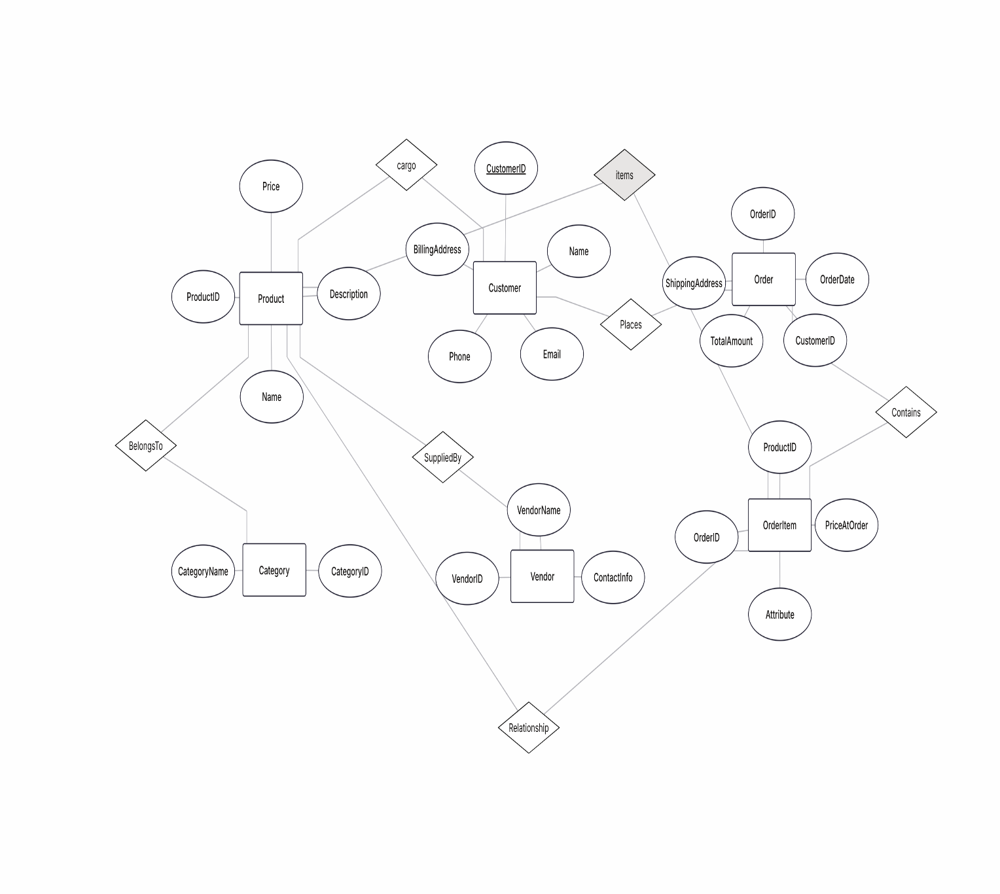 cargo
CustomerID
items
Price
OrderID
BillingAddress
Name
ShippingAddress
Order
OrderDate
ProductID
Product
Description
Customer
Places
TotalAmount
CustomerID
Phone
Email
Name
Contains
BelongsTo
SuppliedBy
ProductID
VendorName
OrderID
OrderItem
PriceAtOrder
CategoryName
Category
CategoryID
VendorID
Vendor
ContactInfo
Attribute
Relationship